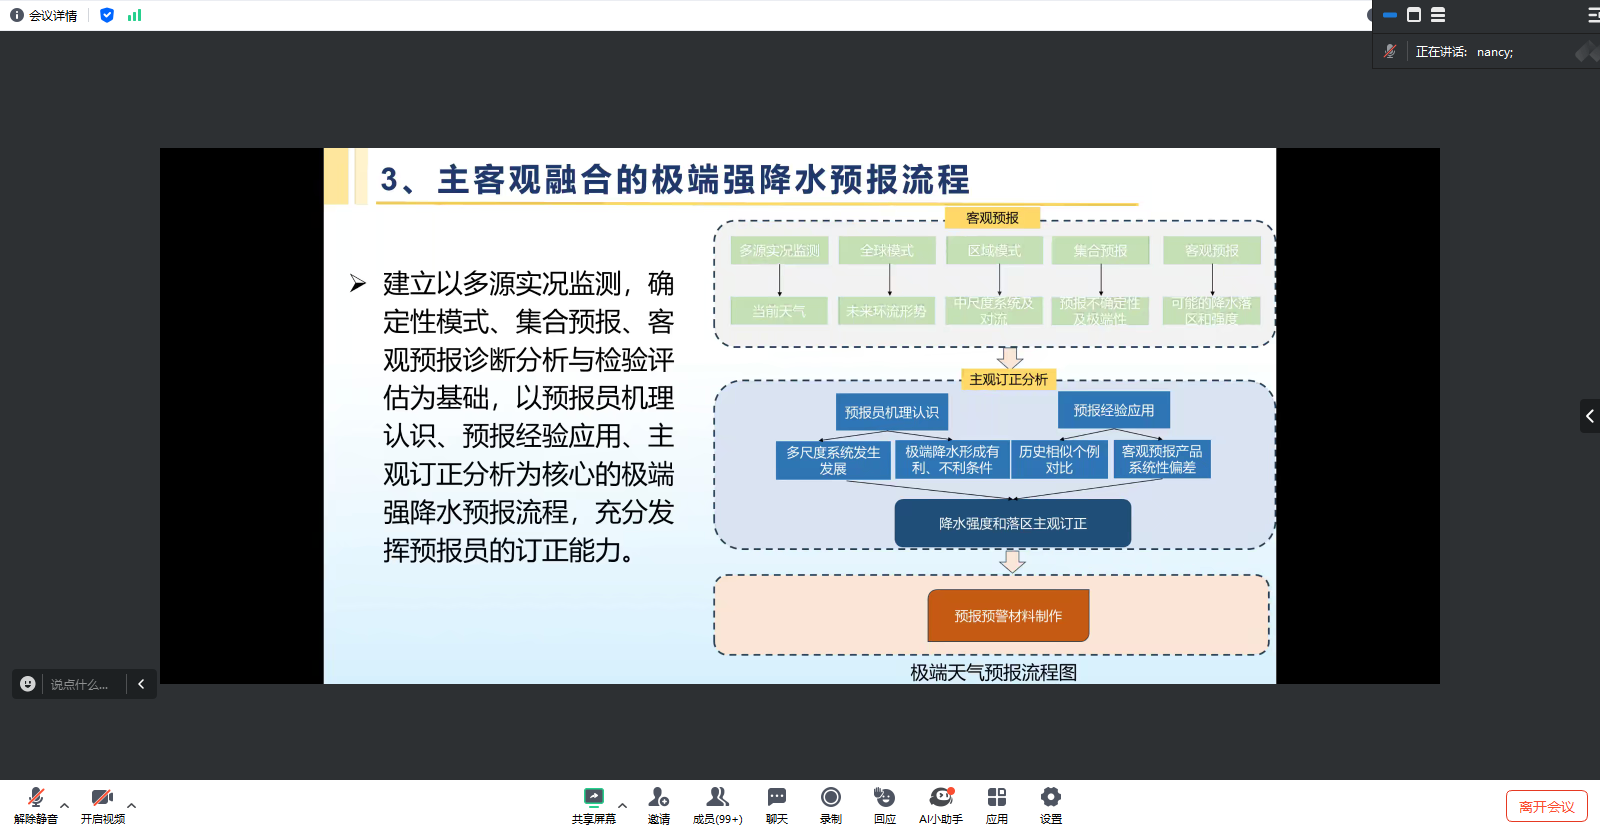 会议详情
正在讲话: nancy;
3、主客观融合的极端强降水预报流程
➢ 建立以多源实况监测，确
定性模式、集合预报、客
观预报诊断分析与检验评
估为基础，以预报员机理
认识、预报经验应用、主
观订正分析为核心的极端
强降水预报流程，充分发
挥预报员的订正能力。
客观预报
多源实况监测
全球模式
区域模式
集合预报
客观预报
当前天气
未来环流形势
中尺度系统及
对流
预报不确定性
及极端性
可能的降水落
区和强度
主观订正分析
预报员机理认识
预报经验应用
多尺度系统发生
发展
极端降水形成有
利、不利条件
历史相似个例
对比
客观预报产品
系统性偏差
降水强度和落区主观订正
预报预警材料制作
极端天气预报流程图
说点什么...
解除静音
开启视频
共享屏幕
邀请
成员(99+)
聊天
录制
回应
AI小助手
应用
设置
离开会议